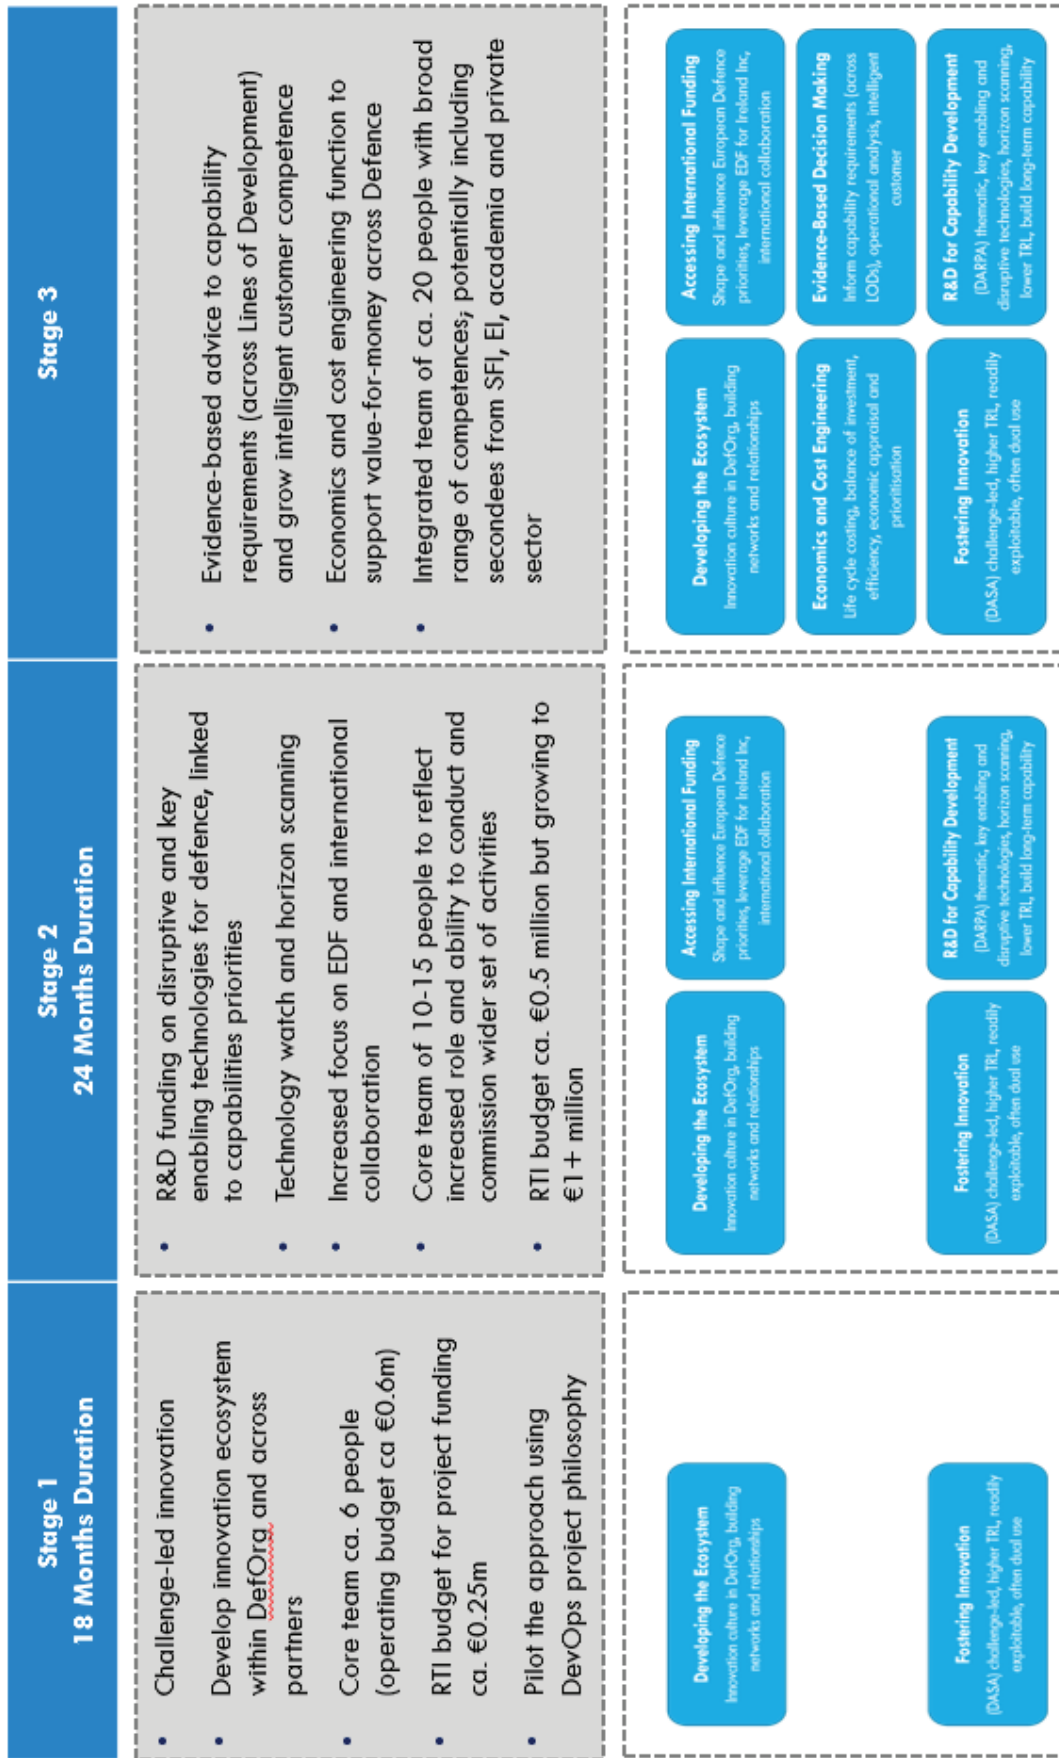 Stage 1
18 Months Duration
• Challenge-led innovation
• Develop innovation ecosystem
within DefOrg and across
partners
• Core team ca. 6 people
(operating budget ca €0.6m)
• RTI budget for project funding
ca. €0.25m
• Pilot the approach using
DevOps project philosophy
Developing the Ecosystem
Innovation culture in DefOrg, building
networks and relationships
Fostering Innovation
(DASA) challenge-led, higher TRL, readily
exploitable, often dual use
Stage 2
24 Months Duration
• R&D funding on disruptive and key
enabling technologies for defence, linked
to capabilities priorities
• Technology watch and horizon scanning
• Increased focus on EDF and international
collaboration
• Core team of 10-15 people to reflect
increased role and ability to conduct and
commission wider set of activities
• RTI budget ca. €0.5 million but growing to
€1+ million
Developing the Ecosystem
Innovation culture in DefOrg, building
networks and relationships
Accessing International Funding
Shape and influence European Defence
priorities, leverage EDF for Ireland Inc,
international collaboration
Fostering Innovation
(DASA) challenge-led, higher TRL, readily
exploitable, often dual use
R&D for Capability Development
(DARPA) thematic, key enabling and
disruptive technologies, horizon scanning,
lower TRL, build long-term capability
Stage 3
• Evidence-based advice to capability
requirements (across Lines of Development)
and grow intelligent customer competence
• Economics and cost engineering function to
support value-for-money across Defence
• Integrated team of ca. 20 people with broad
range of competences; potentially including
secondees from SFI, EI, academia and private
sector
Developing the Ecosystem
Innovation culture in DefOrg, building
networks and relationships
Accessing International Funding
Shape and influence European Defence
priorities, leverage EDF for Ireland Inc,
international collaboration
Economics and Cost Engineering
Life cycle costing, balance of investment,
efficiency, economic appraisal and
prioritisation
Evidence-Based Decision Making
Inform capability requirements (across
LODs), operational analysis, intelligent
customer
Fostering Innovation
(DASA) challenge-led, higher TRL, readily
exploitable, often dual use
R&D for Capability Development
(DARPA) thematic, key enabling and
disruptive technologies, horizon scanning,
lower TRL, build long-term capability